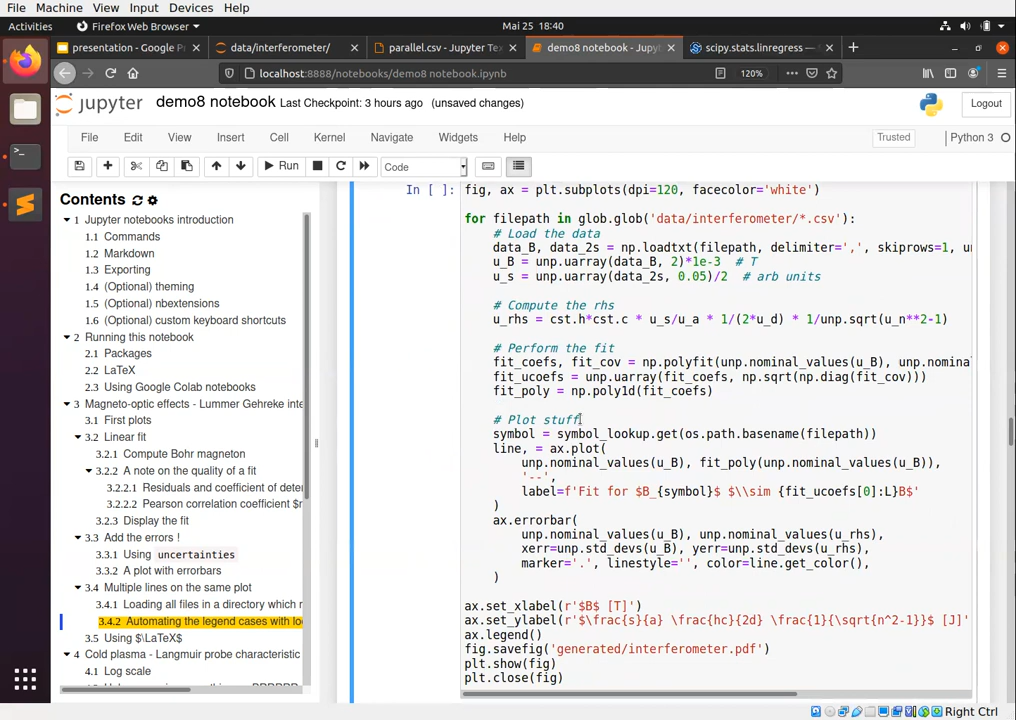 File Machine View Input Devices Help
Activities Firefox Web Browser Mai 25 18:40
presentation - Google P data/interferometer/ parallel.csv - Jupyter Te demo8 notebook - Jupy scipy.stats.linregress —
localhost:8888/notebooks/demo8 notebook.ipynb 120%
jupyter demo8 notebook Last Checkpoint: 3 hours ago (unsaved changes) Logout
File Edit View Insert Cell Kernel Navigate Widgets Help Trusted Python 3
Run Code
Contents
1 Jupyter notebooks introduction
1.1 Commands
1.2 Markdown
1.3 Exporting
1.4 (Optional) theming
1.5 (Optional) nbextensions
1.6 (Optional) custom keyboard shortcuts
2 Running this notebook
2.1 Packages
2.2 LaTeX
2.3 Using Google Colab notebooks
3 Magneto-optic effects - Lummer Gehreke inte
3.1 First plots
3.2 Linear fit
3.2.1 Compute Bohr magneton
3.2.2 A note on the quality of a fit
3.2.2.1 Residuals and coefficient of deter
3.2.2.2 Pearson correlation coefficient $r
3.2.3 Display the fit
3.3 Add the errors !
3.3.1 Using uncertainties
3.3.2 A plot with errorbars
3.4 Multiple lines on the same plot
3.4.1 Loading all files in a directory which r
3.4.2 Automating the legend cases with loo
3.5 Using $\LaTeX$
4 Cold plasma - Langmuir probe characteristic
4.1 Log scale
In [ ]: fig, ax = plt.subplots(dpi=120, facecolor='white')
for filepath in glob.glob('data/interferometer/*.csv'):
# Load the data
data_B, data_2s = np.loadtxt(filepath, delimiter=',', skiprows=1, un
u_B = unp.uarray(data_B, 2)*1e-3 # T
u_s = unp.uarray(data_2s, 0.05)/2 # arb units
# Compute the rhs
u_rhs = cst.h*cst.c * u_s/u_a * 1/(2*u_d) * 1/unp.sqrt(u_n**2-1)
# Perform the fit
fit_coefs, fit_cov = np.polyfit(unp.nominal_values(u_B), unp.nomina
fit_ucoefs = unp.uarray(fit_coefs, np.sqrt(np.diag(fit_cov)))
fit_poly = np.poly1d(fit_coefs)
# Plot stuff
symbol = symbol_lookup.get(os.path.basename(filepath))
line, = ax.plot(
unp.nominal_values(u_B), fit_poly(unp.nominal_values(u_B)),
'--',
label=f'Fit for $B_{symbol}$ $\\sim {fit_ucoefs[0]:L}B$'
)
ax.errorbar(
unp.nominal_values(u_B), unp.nominal_values(u_rhs),
xerr=unp.std_devs(u_B), yerr=unp.std_devs(u_rhs),
marker='.', linestyle='', color=line.get_color(),
)
ax.set_xlabel(r'$B$ [T]')
ax.set_ylabel(r'$\frac{s}{a} \frac{hc}{2d} \frac{1}{\sqrt{n^2-1}}$ [J]'
ax.legend()
fig.savefig('generated/interferometer.pdf')
plt.show(fig)
plt.close(fig)
Right Ctrl